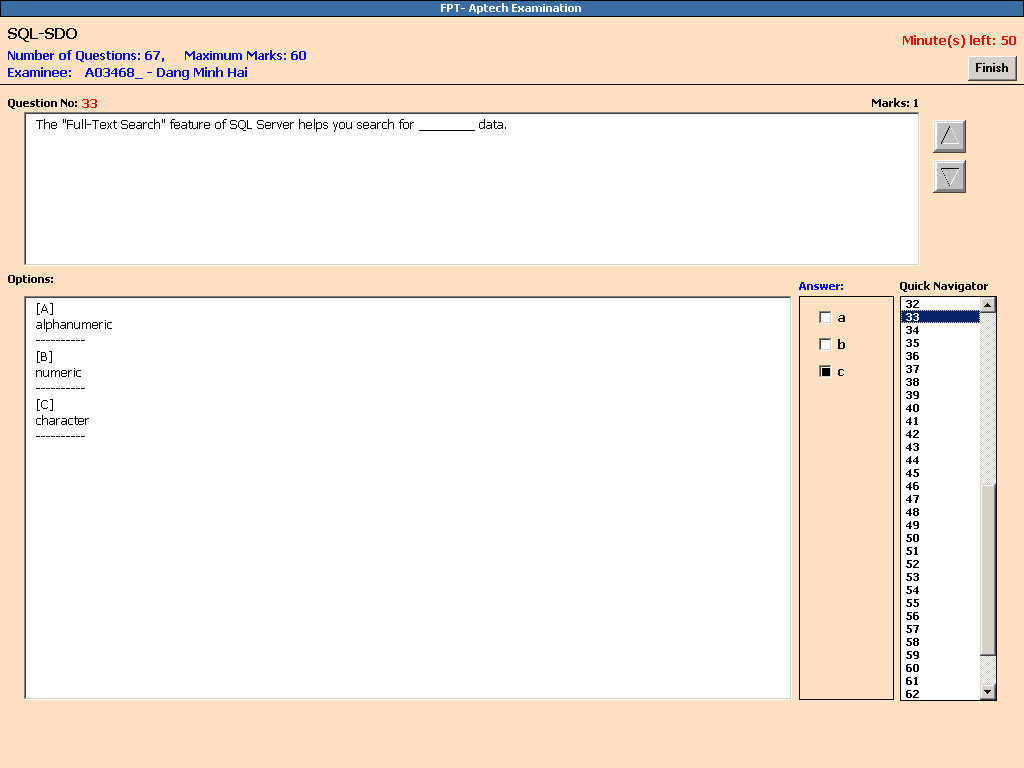 FPT- Aptech Examination
SQL-SDO
Number of Questions: 67, Maximum Marks: 60
Minute(s) left: 50
Examinee: A03468_ - Dang Minh Hai
Finish
Question No: 33
Marks: 1
The "Full-Text Search" feature of SQL Server helps you search for ________ data.
Options:
Answer:
Quick Navigator
[A]
alphanumeric
----------
[B]
numeric
----------
[C]
character
----------
a
b
c
32
33
34
35
36
37
38
39
40
41
42
43
44
45
46
47
48
49
50
51
52
53
54
55
56
57
58
59
60
61
62